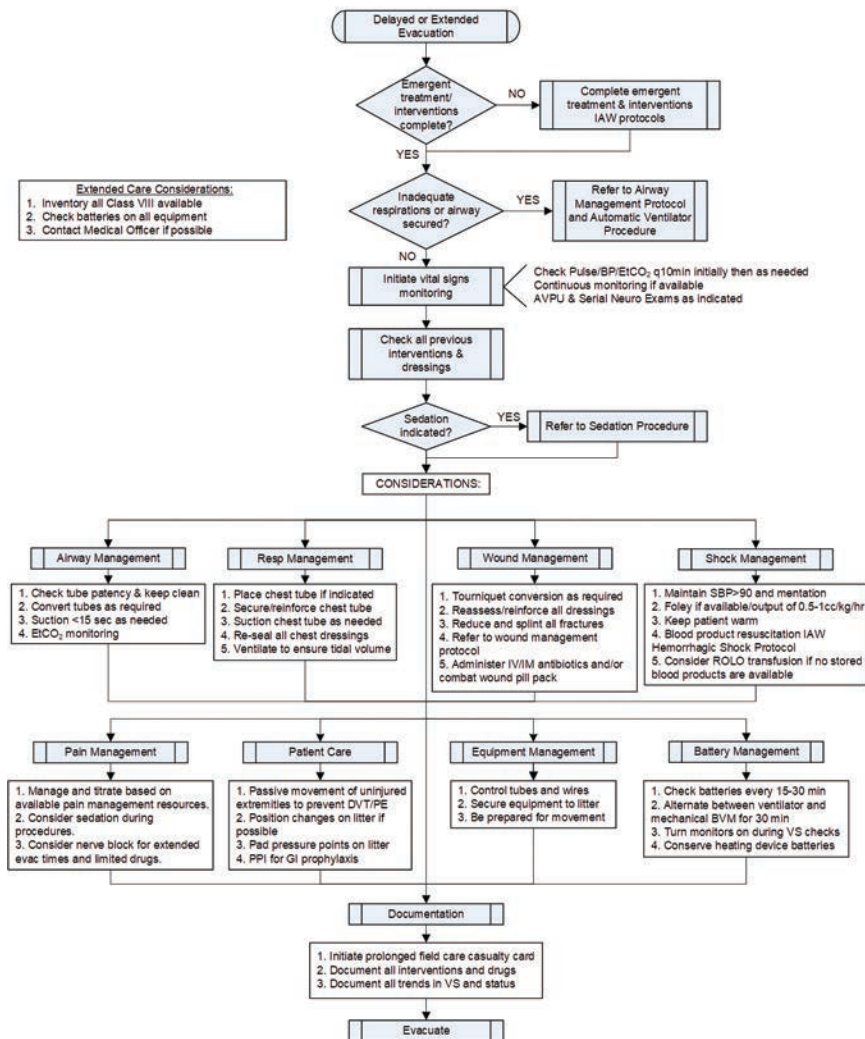 Delayed or Extended
Evacuation
Emergent
treatment/
interventions
complete?
NO
Complete emergent
treatment & interventions
IAW protocols
YES
Extended Care Considerations:
1. Inventory all Class VIII available
2. Check batteries on all equipment
3. Contact Medical Officer if possible
Inadequate
respirations or airway
secured?
YES
Refer to Airway
Management Protocol
and Automatic Ventilator
Procedure
NO
Initiate vital signs
monitoring
Check Pulse/BP/EtCO₂ q10min initially then as needed
Continuous monitoring if available
AVPU & Serial Neuro Exams as indicated
Check all previous
interventions &
dressings
Sedation
indicated?
YES
Refer to Sedation Procedure
CONSIDERATIONS:
Airway Management
1. Check tube patency & keep clean
2. Convert tubes as required
3. Suction <15 sec as needed
4. EtCO₂ monitoring
Resp Management
1. Place chest tube if indicated
2. Secure/reinforce chest tube
3. Suction chest tube as needed
4. Re-seal all chest dressings
5. Ventilate to ensure tidal volume
Wound Management
1. Tourniquet conversion as required
2. Reassess/reinforce all dressings
3. Reduce and splint all fractures
4. Refer to wound management
protocol
5. Administer IV/IM antibiotics and/or
combat wound pill pack
Shock Management
1. Maintain SBP>90 and mentation
2. Foley if available/output of 0.5-1cc/kg/hr
3. Keep patient warm
4. Blood product resuscitation IAW
Hemorrhagic Shock Protocol
5. Consider ROLO transfusion if no stored
blood products are available
Pain Management
1. Manage and titrate based on
available pain management resources.
2. Consider sedation during
procedures.
3. Consider nerve block for extended
evac times and limited drugs.
Patient Care
1. Passive movement of uninjured
extremities to prevent DVT/PE
2. Position changes on litter if
possible
3. Pad pressure points on litter
4. PPI for GI prophylaxis
Equipment Management
1. Control tubes and wires
2. Secure equipment to litter
3. Be prepared for movement
Battery Management
1. Check batteries every 15-30 min
2. Alternate between ventilator and
mechanical BVM for 30 min
3. Turn monitors on during VS checks
4. Conserve heating device batteries
Documentation
1. Initiate prolonged field care casualty card
2. Document all interventions and drugs
3. Document all trends in VS and status
Evacuate